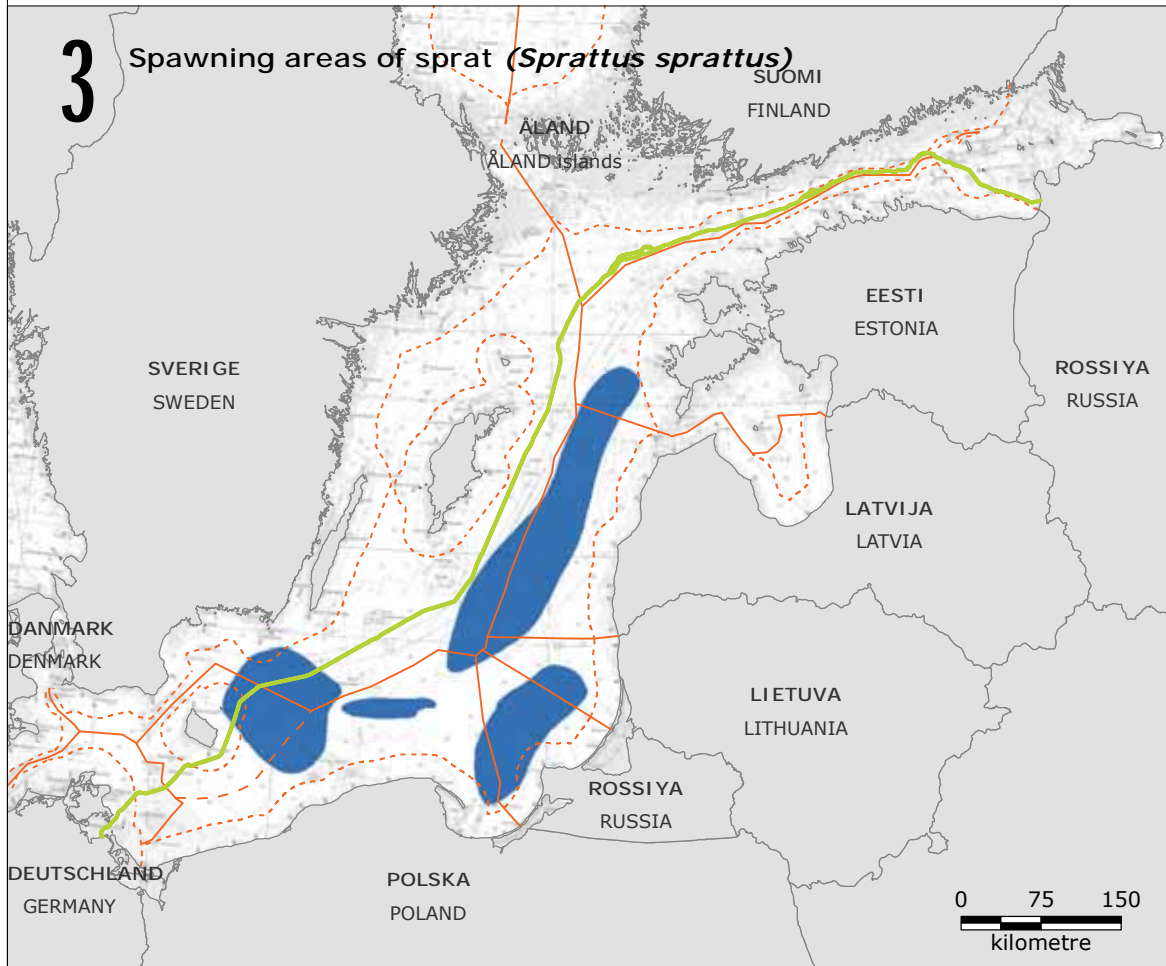 3 Spawning areas of sprat (Sprattus sprattus)
SUOMI
FINLAND
ÅLAND
ÅLAND islands
EESTI
ESTONIA
ROSSIYA
RUSSIA
SVERIGE
SWEDEN
LATVIJA
LATVIA
DANMARK
DENMARK
LIETUVA
LITHUANIA
ROSSIYA
RUSSIA
DEUTSCHLAND
GERMANY
POLSKA
POLAND
0 75 150
kilometre